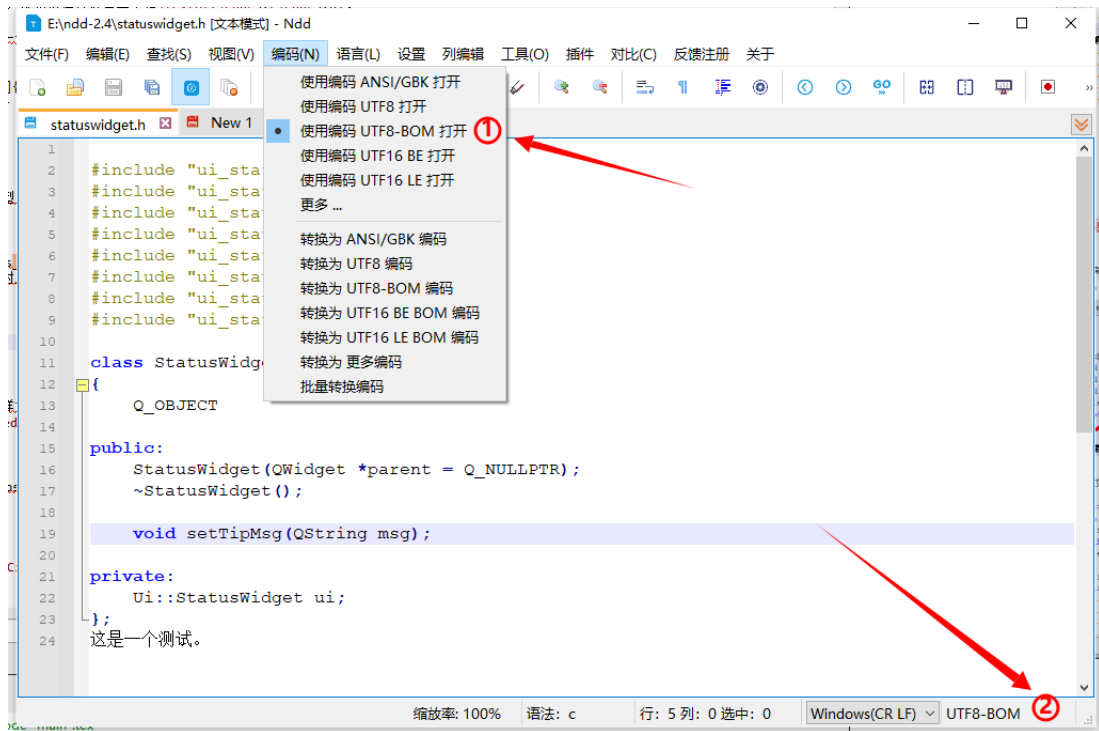 E:\ndd-2.4\statuswidget.h [文本模式] - Ndd
文件(F) 编辑(E) 查找(S) 视图(V) 编码(N) 语言(L) 设置 列编辑 工具(O) 插件 对比(C) 反馈注册 关于
statuswidget.h New 1
使用编码 ANSI/GBK 打开
使用编码 UTF8 打开
使用编码 UTF8-BOM 打开 ①
使用编码 UTF16 BE 打开
使用编码 UTF16 LE 打开
更多 ...
转换为 ANSI/GBK 编码
转换为 UTF8 编码
转换为 UTF8-BOM 编码
转换为 UTF16 BE BOM 编码
转换为 UTF16 LE BOM 编码
转换为 更多编码
批量转换编码
1
2 #include "ui_sta
3 #include "ui_sta
4 #include "ui_sta
5 #include "ui_sta
6 #include "ui_sta
7 #include "ui_sta
8 #include "ui_sta
9 #include "ui_sta
10
11 class StatusWidg
12 {
13 Q_OBJECT
14
15 public:
16 StatusWidget(QWidget *parent = Q_NULLPTR);
17 ~StatusWidget();
18
19 void setTipMsg(QString msg);
20
21 private:
22 Ui::StatusWidget ui;
23 };
24 这是一个测试。
缩放率: 100% 语法: c 行: 5 列: 0 选中: 0 Windows(CR LF) UTF8-BOM ②